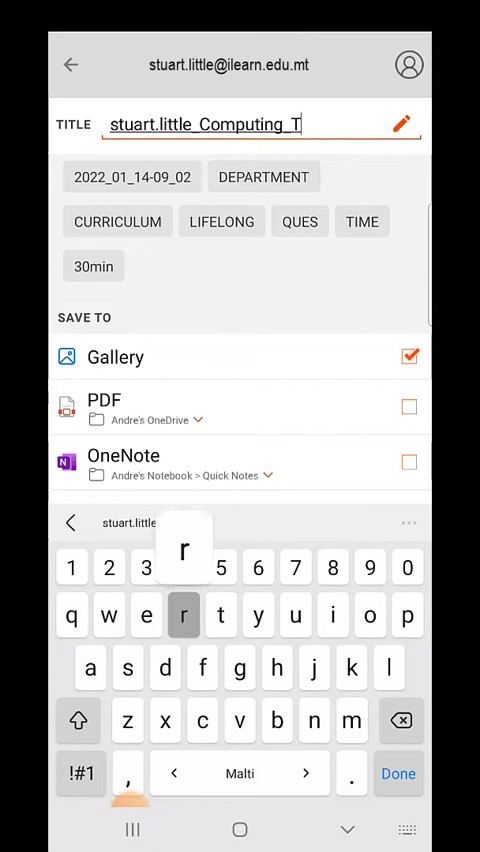 stuart.little@ilearn.edu.mt
TITLE stuart.little_Computing_T
2022_01_14-09_02 DEPARTMENT
CURRICULUM LIFELONG QUES TIME
30min
SAVE TO
Gallery
PDF
Andre's OneDrive
OneNote
Andre's Notebook > Quick Notes
stuart.little
r
1 2 3 5 6 7 8 9 0
q w e r t y u i o p
a s d f g h j k l
z x c v b n m
!#1 , < Malti > . Done